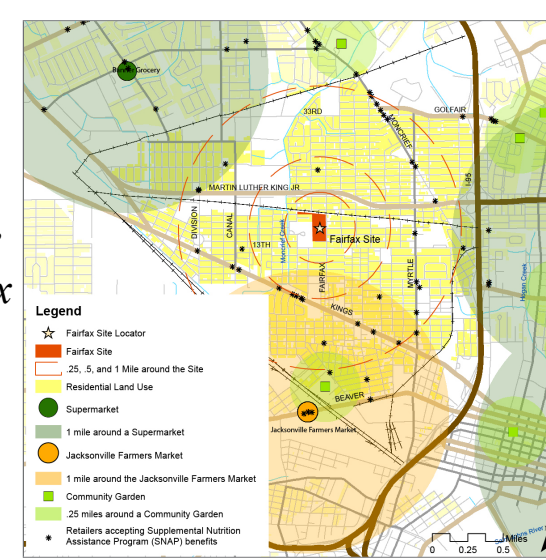 Grocery
33RD
GOLFAIR
MONCRIEF
I-95
MARTIN LUTHER KING JR
DIVISION
CANAL
Moncrief Creek
13TH
Fairfax Site
FAIRFAX
MYRTLE
Hogan Creek
x
KINGS
BEAVER
Jacksonville Farmers Market
Legend
Fairfax Site Locator
Fairfax Site
.25, .5, and 1 Mile around the Site
Residential Land Use
Supermarket
1 mile around a Supermarket
Jacksonville Farmers Market
1 mile around the Jacksonville Farmers Market
Community Garden
.25 miles around a Community Garden
Retailers accepting Supplemental Nutrition
Assistance Program (SNAP) benefits
Miles
0 0.25 0.5